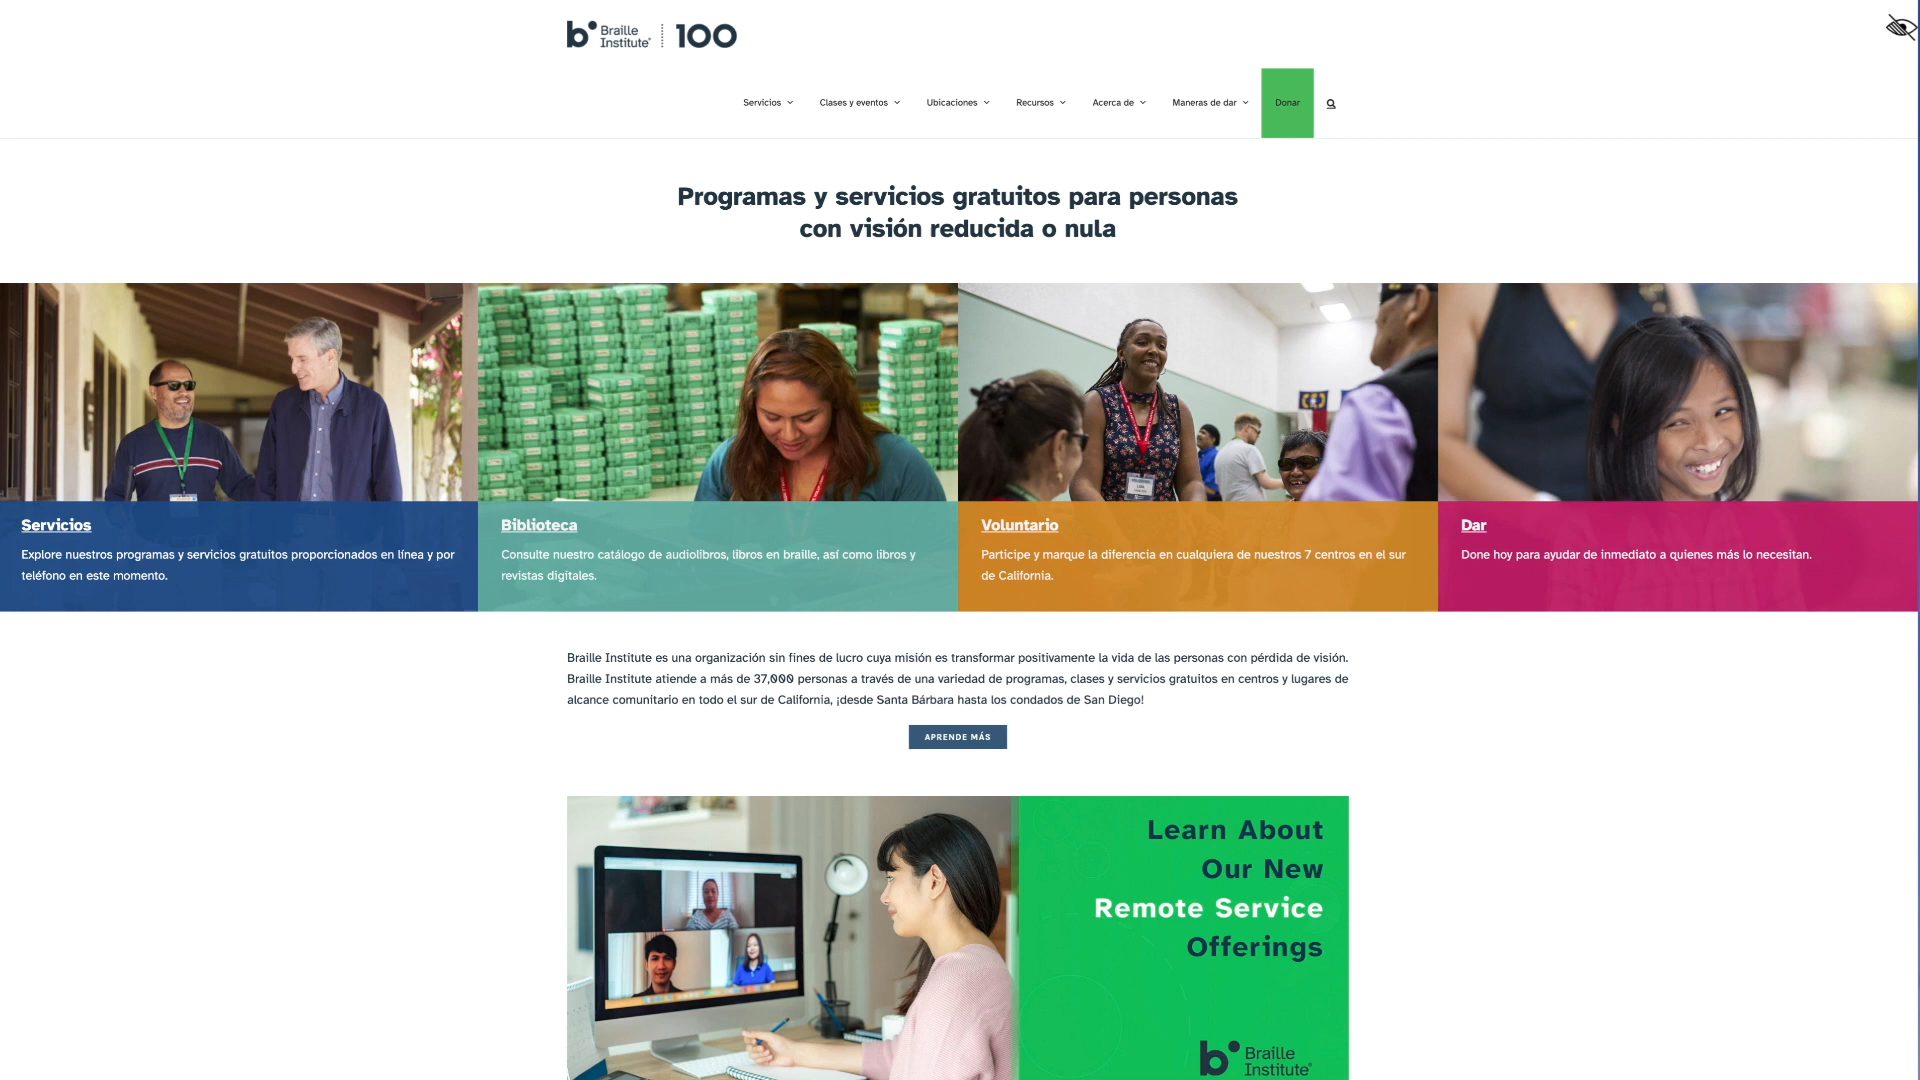 Braille
Institute
100
Servicios
Clases y eventos
Ubicaciones
Recursos
Acerca de
Maneras de dar
Donar
Programas y servicios gratuitos para personas
con visión reducida o nula
Servicios
Explore nuestros programas y servicios gratuitos proporcionados en línea y por
teléfono en este momento.
Biblioteca
Consulte nuestro catálogo de audiolibros, libros en braille, así como libros y
revistas digitales.
Voluntario
Participe y marque la diferencia en cualquiera de nuestros 7 centros en el sur
de California.
Dar
Done hoy para ayudar de inmediato a quienes más lo necesitan.
Braille Institute es una organización sin fines de lucro cuya misión es transformar positivamente la vida de las personas con pérdida de visión.
Braille Institute atiende a más de 37,000 personas a través de una variedad de programas, clases y servicios gratuitos en centros y lugares de
alcance comunitario en todo el sur de California, ¡desde Santa Bárbara hasta los condados de San Diego!
APRENDE MÁS
Learn About
Our New
Remote Service
Offerings
Braille
Institute